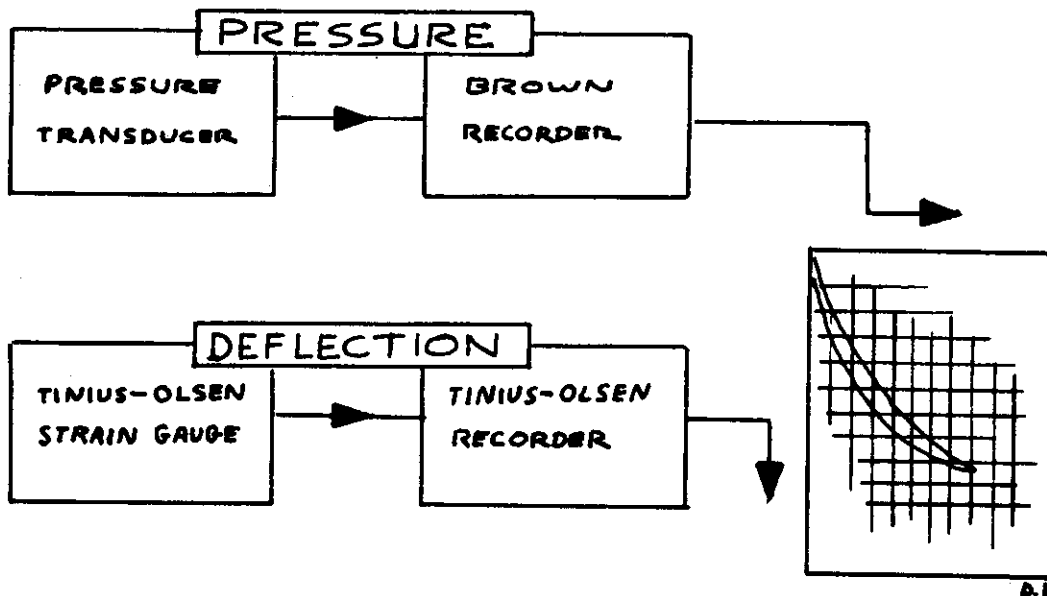 PRESSURE
PRESSURE
TRANSDUCER
BROWN
RECORDER
DEFLECTION
TINIUS-OLSEN
STRAIN GAUGE
TINIUS-OLSEN
RECORDER